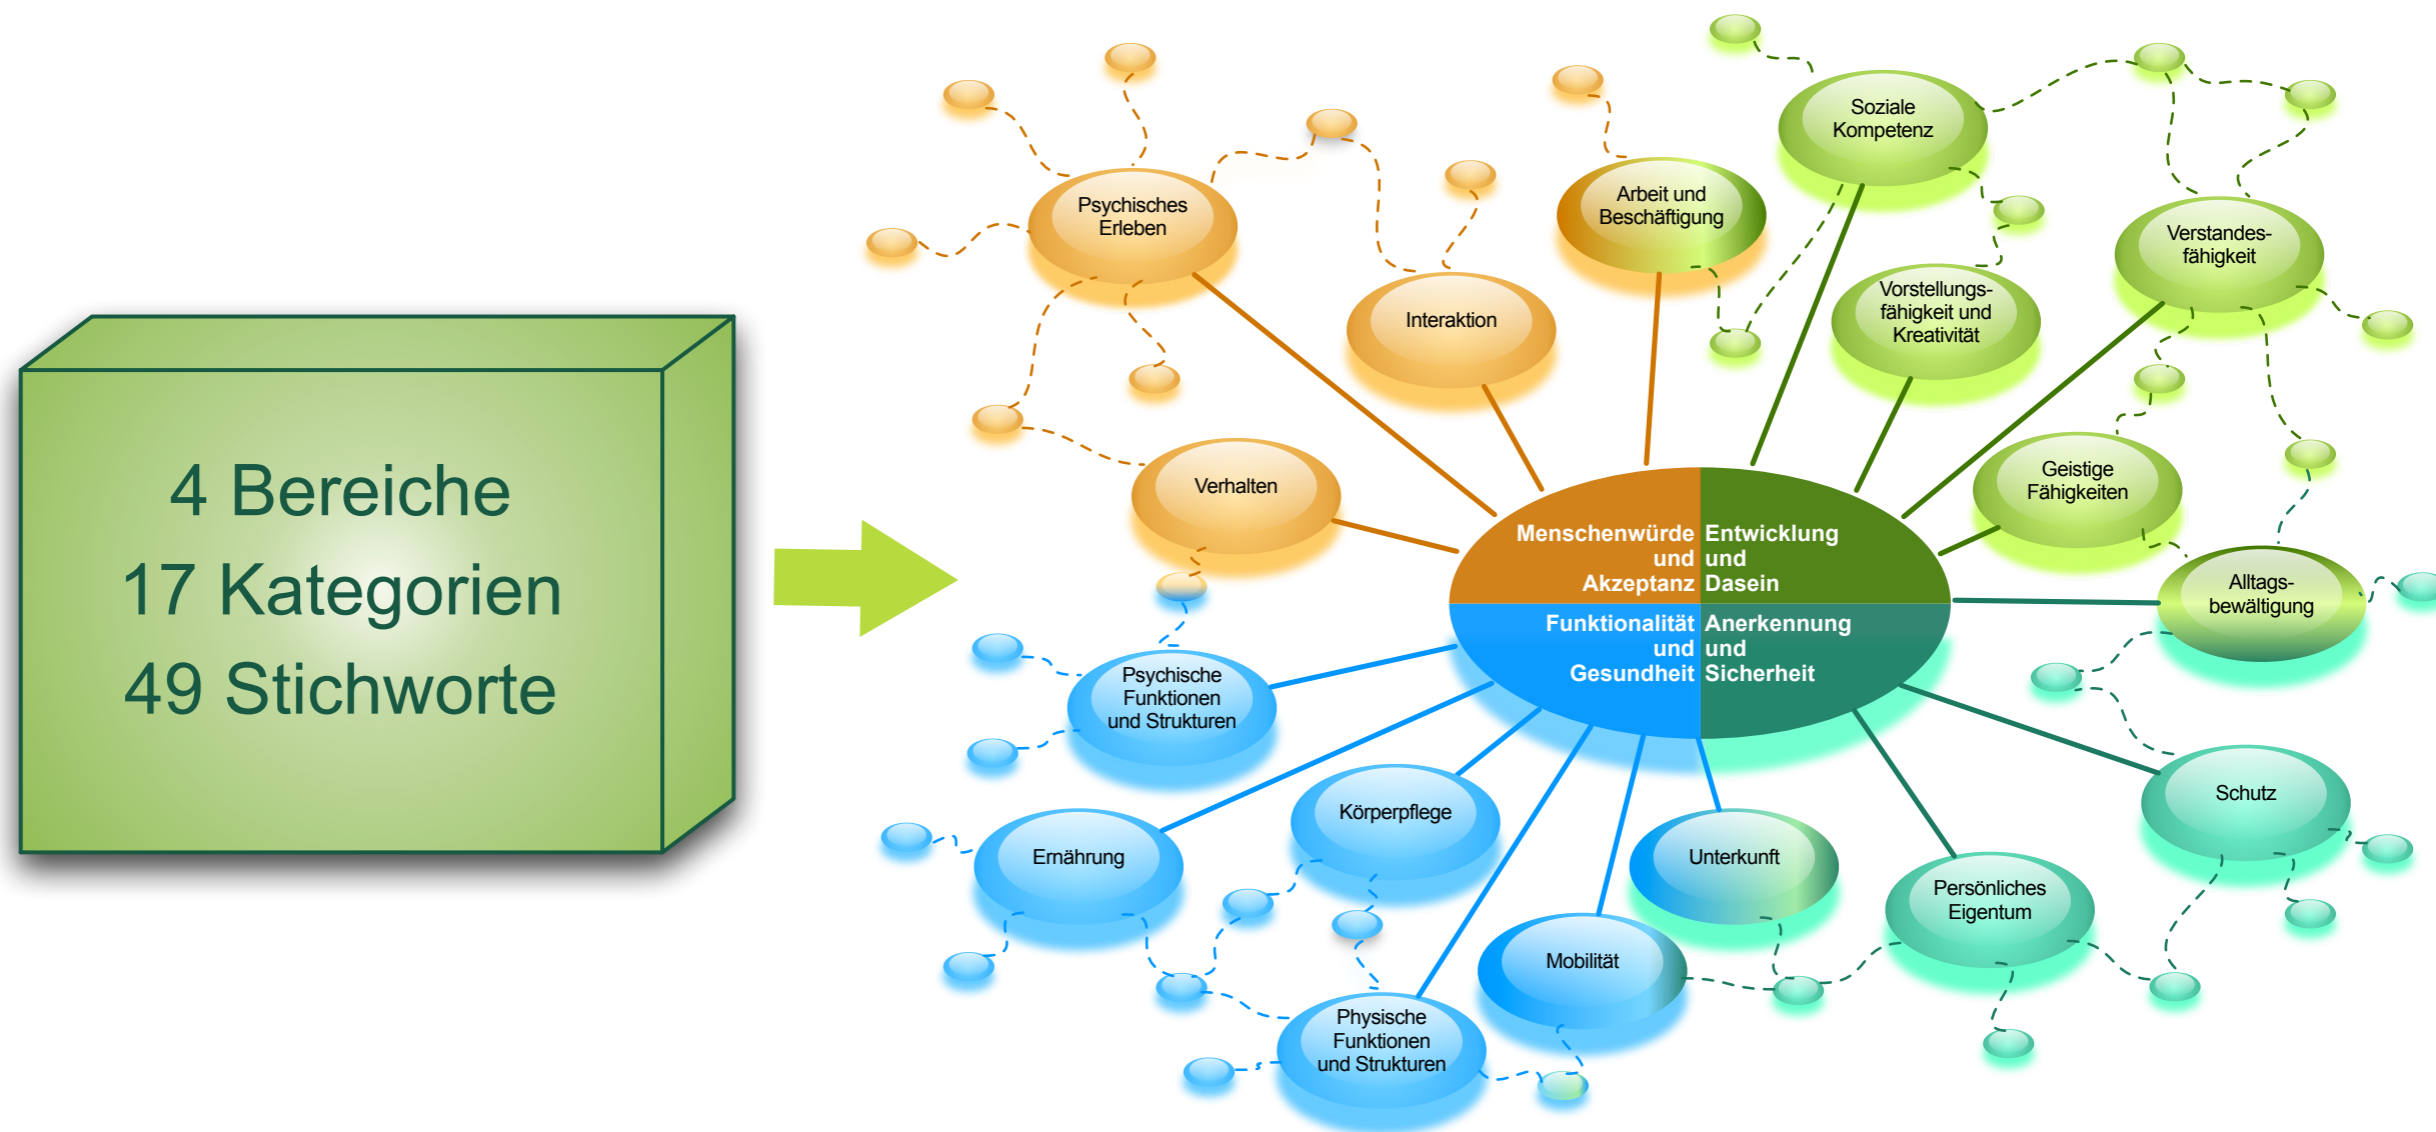 4 Bereiche
17 Kategorien
49 Stichworte
Psychisches
Erleben
Interaktion
Arbeit und
Beschäftigung
Soziale
Kompetenz
Verstandes-
fähigkeit
Vorstellungs-
fähigkeit und
Kreativität
Verhalten
Geistige
Fähigkeiten
Menschenwürde
und
Akzeptanz
Entwicklung
und
Dasein
Funktionalität
und
Gesundheit
Anerkennung
und
Sicherheit
Alltags-
bewältigung
Psychische
Funktionen
und Strukturen
Ernährung
Körperpflege
Unterkunft
Schutz
Persönliches
Eigentum
Mobilität
Physische
Funktionen
und Strukturen